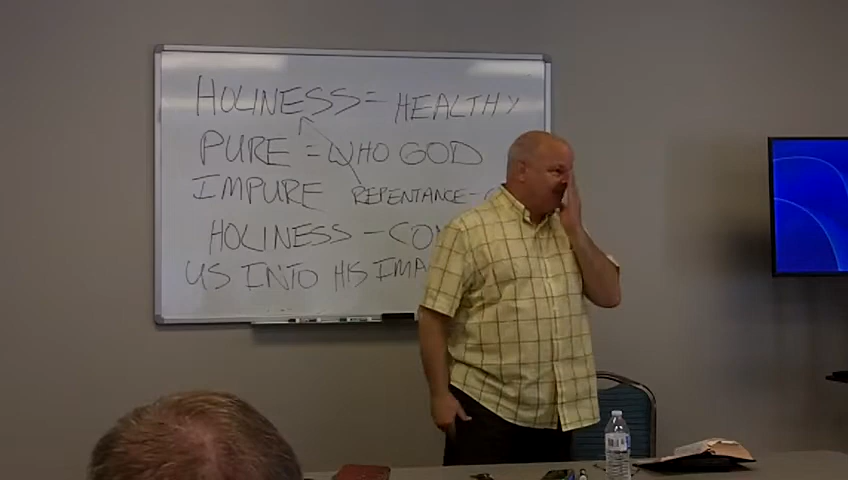 HOLINESS = HEALTHY
PURE = WHO GOD
IMPURE REPENTANCE -
HOLINESS -
US INTO HIS